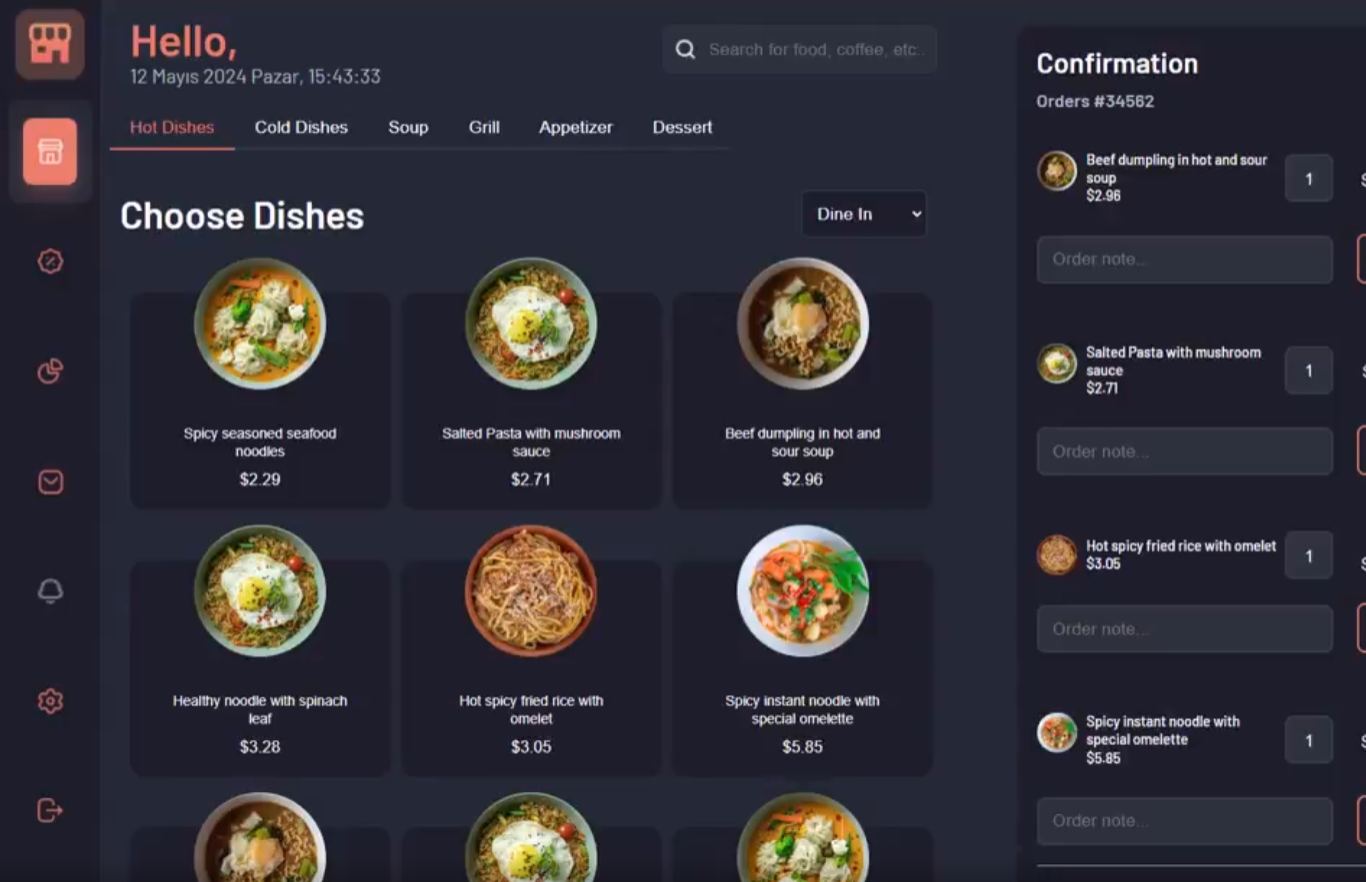 Hello,
12 Mayıs 2024 Pazar, 15:43:33
Search for food, coffee, etc..
Hot Dishes
Cold Dishes
Soup
Grill
Appetizer
Dessert
Choose Dishes
Dine In
Spicy seasoned seafood
noodles
$2.29
Salted Pasta with mushroom
sauce
$2.71
Beef dumpling in hot and
sour soup
$2.96
Healthy noodle with spinach
leaf
$3.28
Hot spicy fried rice with
omelet
$3.05
Spicy instant noodle with
special omelette
$5.85
Confirmation
Orders #34562
Beef dumpling in hot and sour
soup
$2.96
1
Order note...
Salted Pasta with mushroom
sauce
$2.71
1
Order note...
Hot spicy fried rice with omelet
$3.05
1
Order note...
Spicy instant noodle with
special omelette
$5.85
1
Order note...